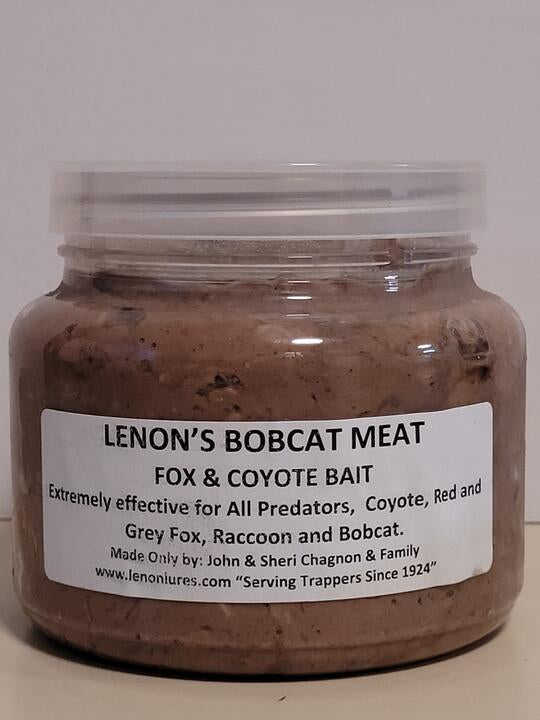 LENON'S BOBCAT MEAT
FOX & COYOTE BAIT
Extremely effective for All Predators, Coyote, Red and
Grey Fox, Raccoon and Bobcat.
Made Only by: John & Sheri Chagnon & Family
www.lenonlures.com "Serving Trappers Since 1924"